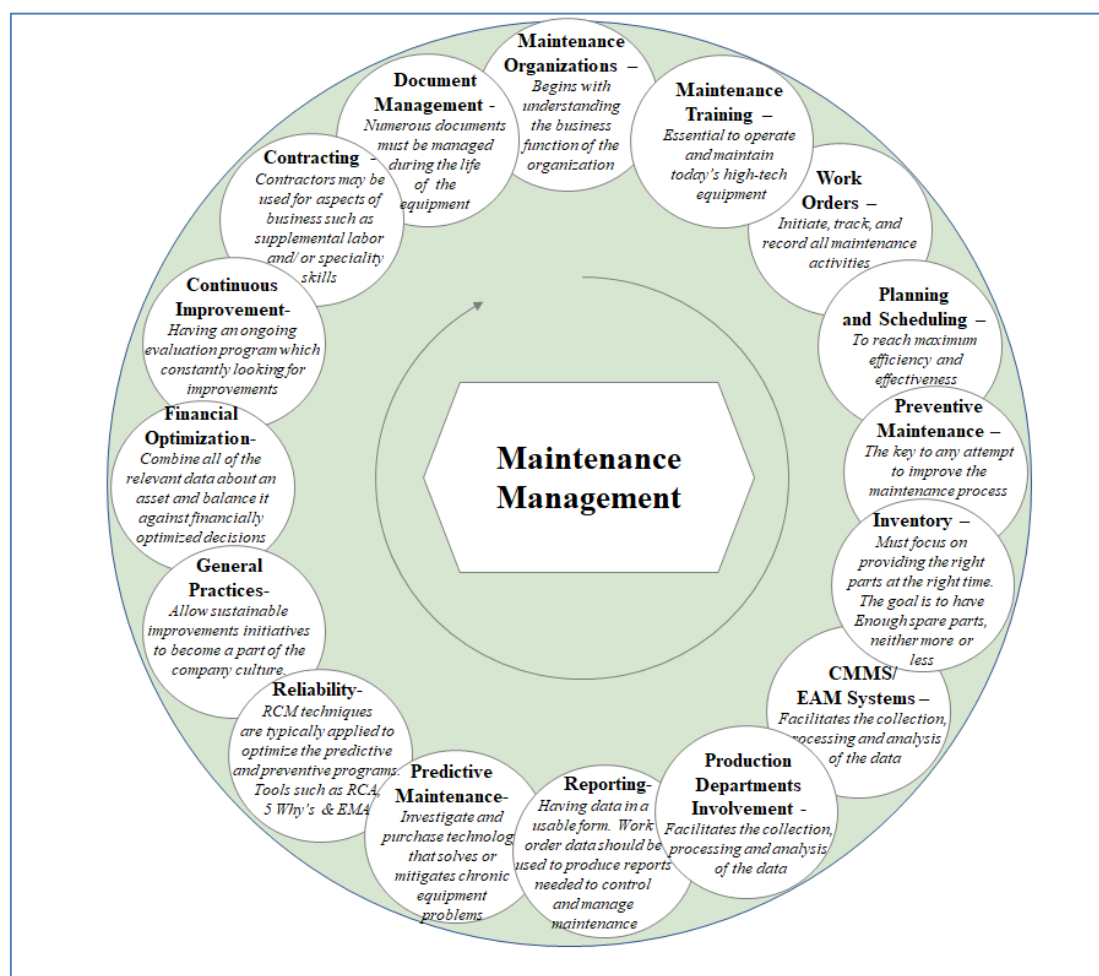 Maintenance
Organizations –
Begins with
understanding
the business
function of the
organization
Maintenance
Training –
Essential to operate
and maintain
today's high-tech
equipment
Work
Orders –
Initiate, track, and
record all maintenance
activities
Planning
and Scheduling –
To reach maximum
efficiency and
effectiveness
Preventive
Maintenance –
The key to any attempt
to improve the
maintenance process
Inventory –
Must focus on
providing the right
parts at the right time.
The goal is to have
Enough spare parts,
neither more or
less
CMMS/
EAM Systems –
Facilitates the collection,
processing and analysis
of the data
Production
Departments
Involvement -
Facilitates the collection,
processing and analysis
of the data
Reporting-
Having data in a
usable form. Work
order data should be
used to produce reports
needed to control
and manage
maintenance
Predictive
Maintenance-
Investigate and
purchase technolog
that solves or
mitigates chronic
equipment
problems
Reliability-
RCM techniques
are typically applied to
optimize the predictive
and preventive programs.
Tools such as RCA,
5 Why's & EMA
General
Practices-
Allow sustainable
improvements initiatives
to become a part of the
company culture.
Financial
Optimization-
Combine all of the
relevant data about an
asset and balance it
against financially
optimized decisions
Continuous
Improvement-
Having an ongoing
evaluation program which
constantly looking for
improvements
Contracting -
Contractors may be
used for aspects of
business such as
supplemental labor
and/ or speciality
skills
Document
Management -
Numerous documents
must be managed
during the life
of the
equipment
Maintenance
Management